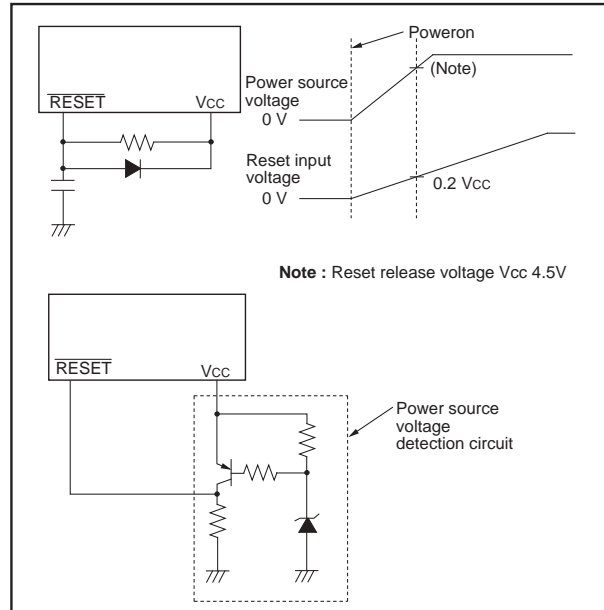 RESET VCC
Poweron
Power source
voltage
0 V
(Note)
Reset input
voltage
0 V
0.2 VCC
Note : Reset release voltage Vcc 4.5V
RESET VCC
Power source
voltage
detection circuit